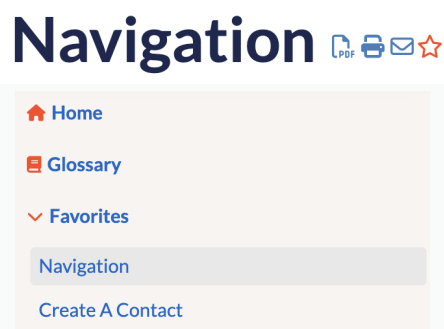 Navigation PDF
Home
Glossary
Favorites
Navigation
Create A Contact